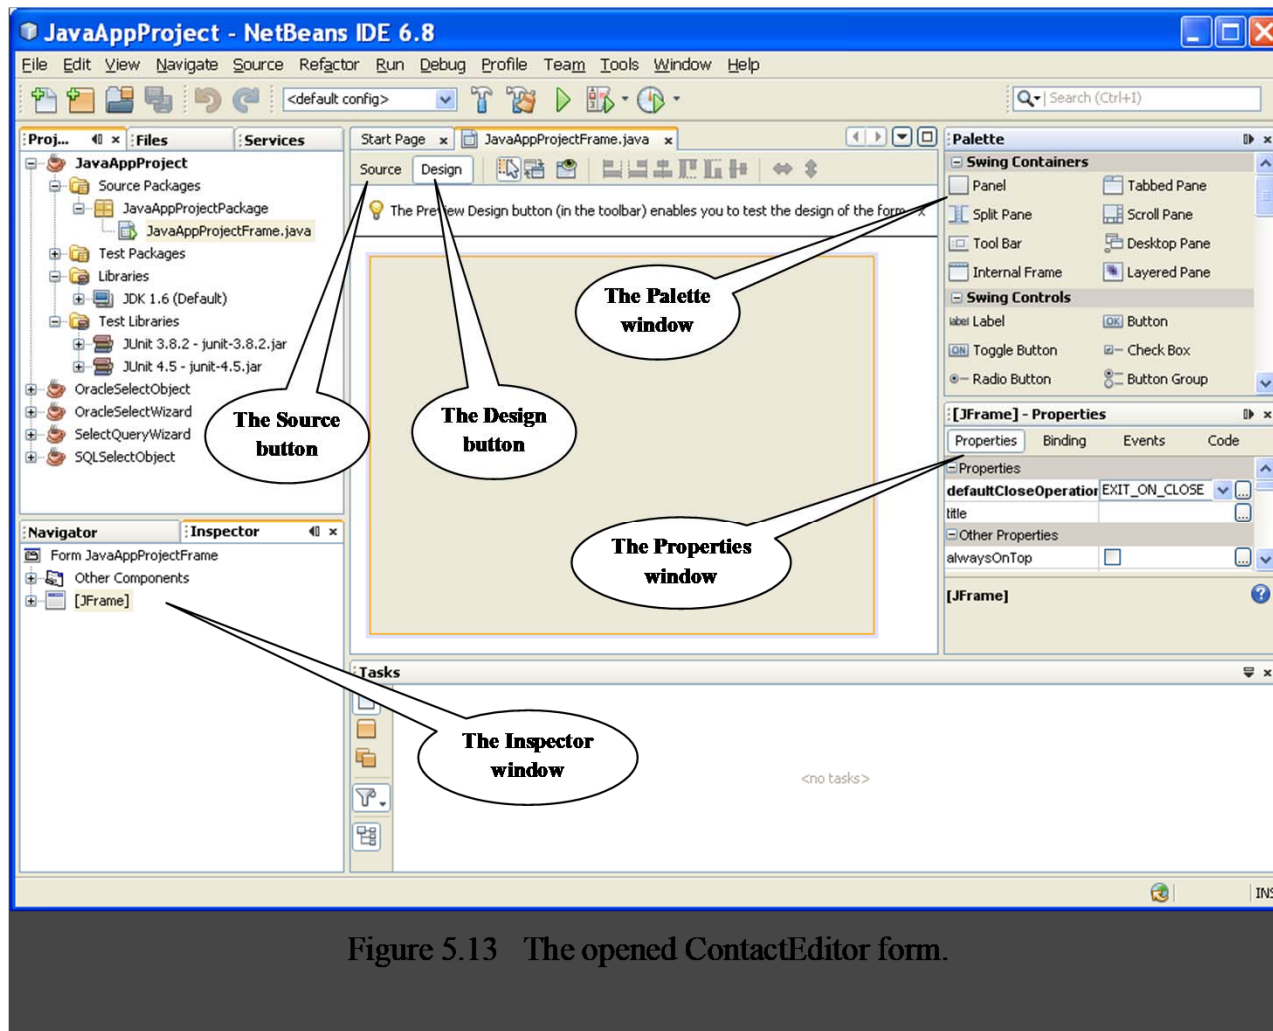 JavaAppProject - NetBeans IDE 6.8
File Edit View Navigate Source Refactor Run Debug Profile Team Tools Window Help
<default config>
Search (Ctrl+I)
Proj... Files Services
JavaAppProject
Source Packages
JavaAppProjectPackage
JavaAppProjectFrame.java
Test Packages
Libraries
JDK 1.6 (Default)
Test Libraries
JUnit 3.8.2 - junit-3.8.2.jar
JUnit 4.5 - junit-4.5.jar
OracleSelectObject
OracleSelectWizard
SelectQueryWizard
SQLSelectObject
Navigator Inspector
Form JavaAppProjectFrame
Other Components
[JFrame]
Start Page JavaAppProjectFrame.java
Source Design
The Preview Design button (in the toolbar) enables you to test the design of the form.
The Source
button
The Design
button
The Palette
window
The Properties
window
The Inspector
window
Palette
Swing Containers
Panel Tabbed Pane
Split Pane Scroll Pane
Tool Bar Desktop Pane
Internal Frame Layered Pane
Swing Controls
label Label OK Button
ON Toggle Button Check Box
Radio Button Button Group
[JFrame] - Properties
Properties Binding Events Code
Properties
defaultCloseOperation EXIT_ON_CLOSE
title
Other Properties
alwaysOnTop
[JFrame]
Tasks
<no tasks>
INS
Figure 5.13 The opened ContactEditor form.